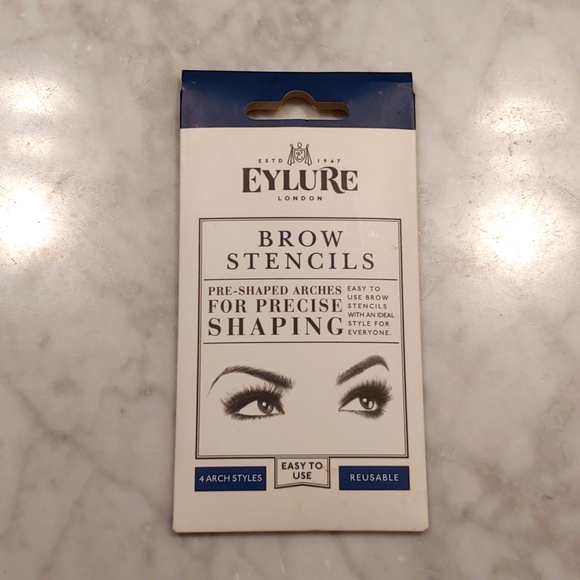 ESTD 1947
EYLURE
LONDON
BROW
STENCILS
PRE-SHAPED ARCHES
FOR PRECISE
SHAPING
EASY TO
USE BROW
STENCILS
WITH AN IDEAL
STYLE FOR
EVERYONE.
4 ARCH STYLES
EASY TO
USE
REUSABLE